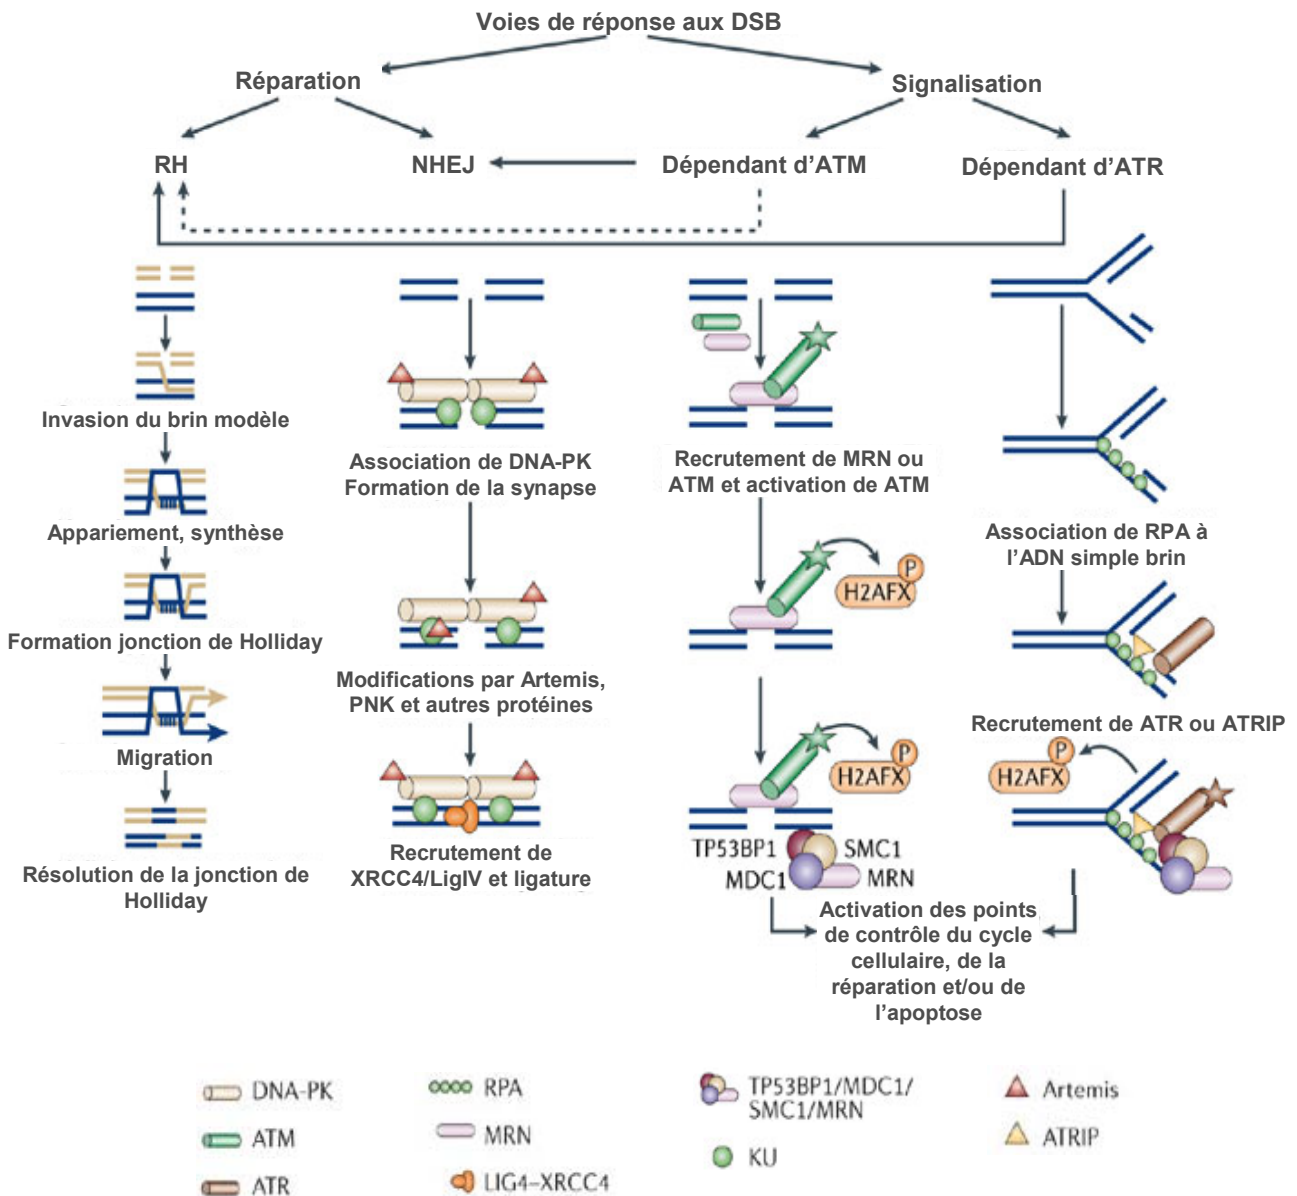 Voies de réponse aux DSB
Réparation
Signalisation
RH
NHEJ
Dépendant d'ATM
Dépendant d'ATR
Invasion du brin modèle
Appariement, synthèse
Formation jonction de Holliday
Migration
Résolution de la jonction de
Holliday
Association de DNA-PK
Formation de la synapse
Modifications par Artemis,
PNK et autres protéines
Recrutement de
XRCC4/LigIV et ligature
Recrutement de MRN ou
ATM et activation de ATM
P
H2AFX
P
H2AFX
TP53BP1
SMC1
MDC1
MRN
Association de RPA à
l'ADN simple brin
Recrutement de ATR ou ATRIP
P
H2AFX
Activation des points
de contrôle du cycle
cellulaire, de la
réparation et/ou de
l'apoptose
DNA-PK
ATM
ATR
RPA
MRN
LIG4–XRCC4
TP53BP1/MDC1/
SMC1/MRN
KU
Artemis
ATRIP